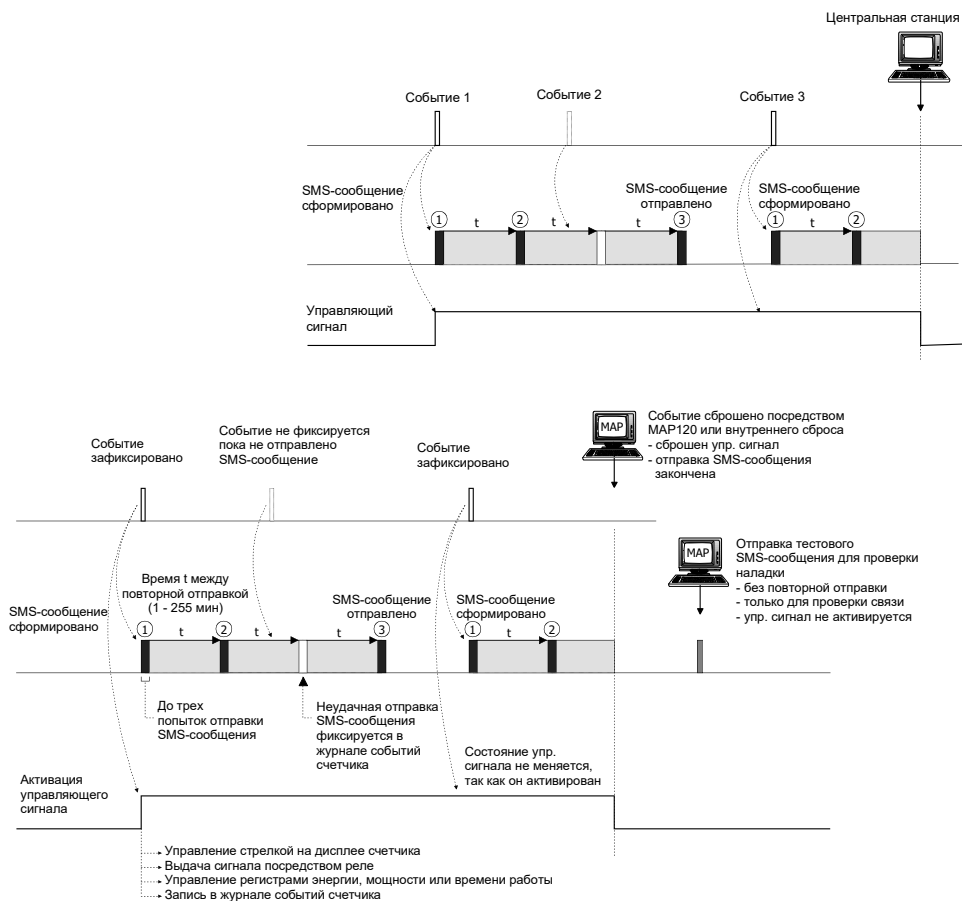 Центральная станция
Событие 1
Событие 2
Событие 3
SMS-сообщение
сформировано
SMS-сообщение
отправлено
SMS-сообщение
сформировано
1
t
2
t
t
3
1
t
2
Управляющий
сигнал
MAP
Событие сброшено посредством
MAP120 или внутреннего сброса
- сброшен упр. сигнал
- отправка SMS-сообщения
закончена
Событие
зафиксировано
Событие не фиксируется
пока не отправлено
SMS-сообщение
Событие
зафиксировано
MAP
Отправка тестового
SMS-сообщения для проверки
наладки
- без повторной отправки
- только для проверки связи
- упр. сигнал не активируется
Время t между
повторной отправкой
(1 - 255 мин)
SMS-сообщение
сформировано
SMS-сообщение
отправлено
SMS-сообщение
сформировано
1
t
2
t
t
3
1
t
2
До трех
попыток отправки
SMS-сообщения
Неудачная отправка
SMS-сообщения
фиксируется в
журнале событий
счетчика
Состояние упр.
сигнала не меняется,
так как он активирован
Активация
управляющего
сигнала
Управление стрелкой на дисплее счетчика
Выдача сигнала посредством реле
Управление регистрами энергии, мощности или времени работы
Запись в журнале событий счетчика